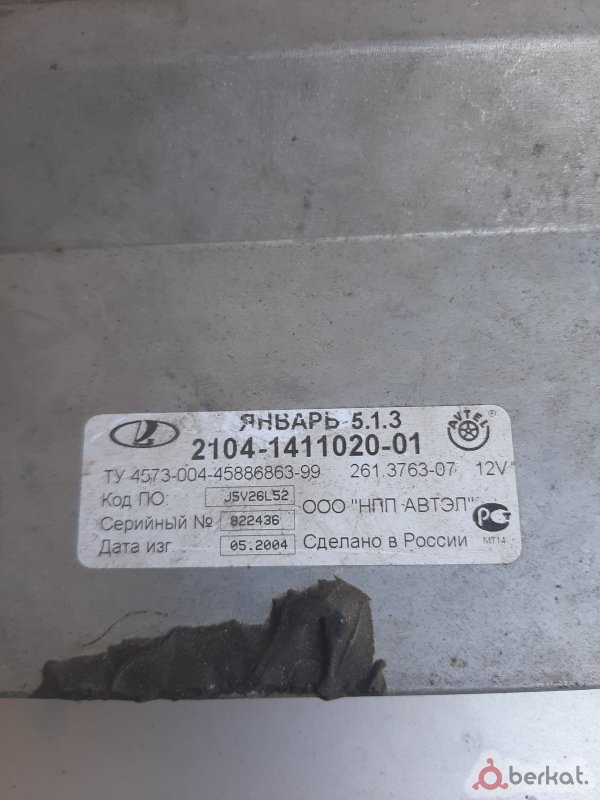 ЯНВАРЬ 5.1.3
2104-1411020-01
AVTEL ®
ТУ 4573-004-45886863-99 261.3763-07 12V
Код ПО J5V26L52 ООО "НПП АВТЭЛ"
Серийный № 822436
Дата изг. 05.2004 Сделано в России
МТ14
berkat.